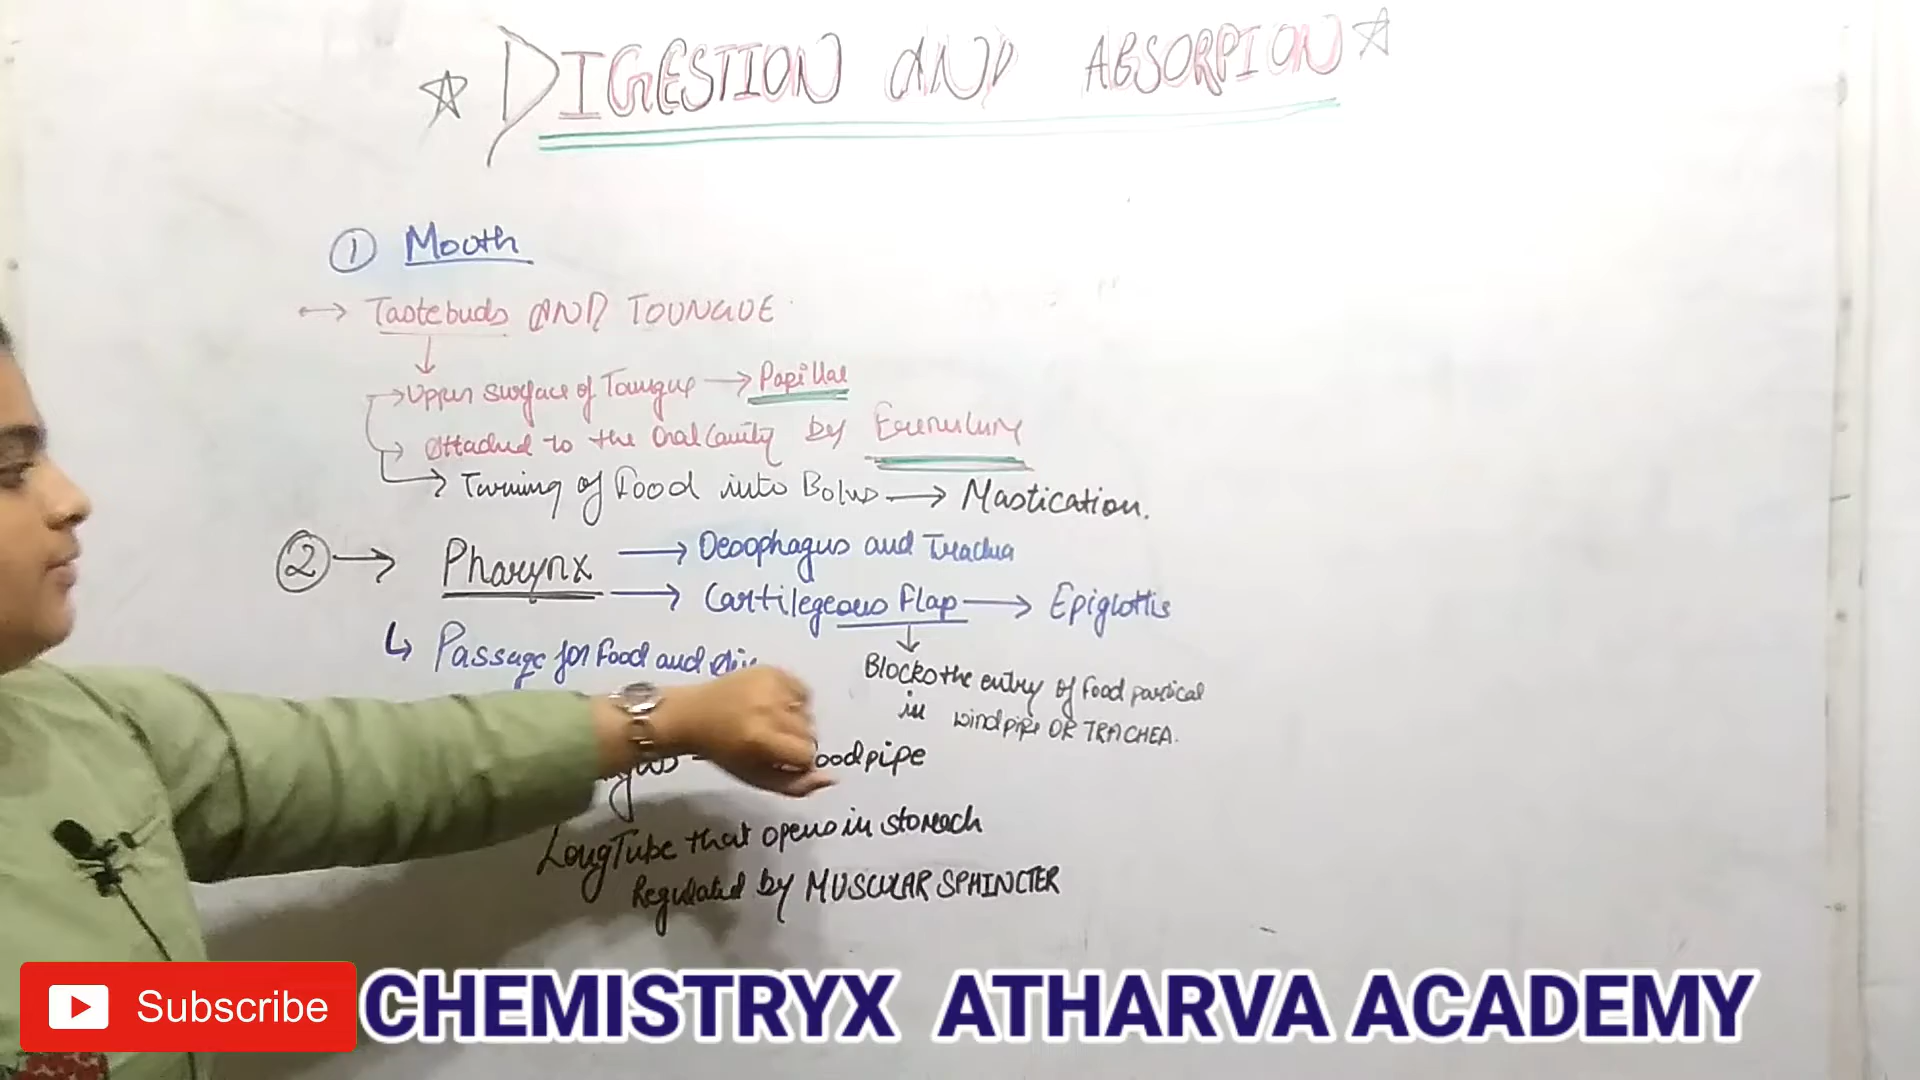 ☆ DIGESTION AND ABSORPION ☆
① Mouth
→ Tastebuds AND TOUNGUE
↓
→ Upper surface of Toungue → Papillae
→ Attached to the Oral Cavity by Frenulum
→ Turning of Food into Bolus → Mastication.
② → Pharynx → Oesophagus and Trachea
→ Cartilegeous flap → Epiglottis
↳ Passage for food and
↓
Blocks the entry of food partical
in windpipe OR TRACHEA.
oodpipe
Long Tube that opens in stomach
Regulated by MUSCULAR SPHINCTER
Subscribe CHEMISTRYX ATHARVA ACADEMY